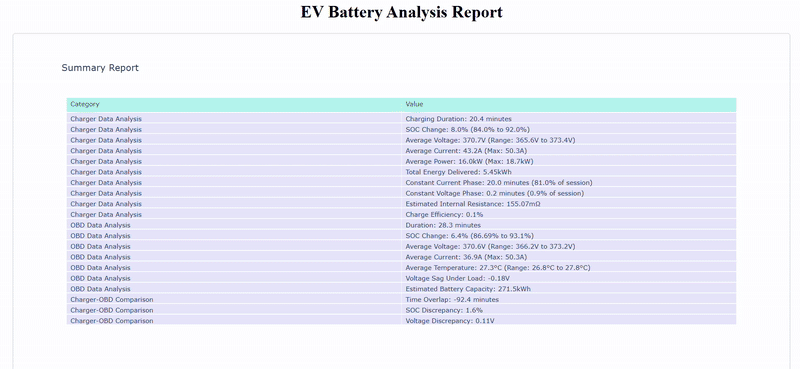 EV Battery Analysis Report
Summary Report
Category Value
Charger Data Analysis Charging Duration: 20.4 minutes
Charger Data Analysis SOC Change: 8.0% (84.0% to 92.0%)
Charger Data Analysis Average Voltage: 370.7V (Range: 365.6V to 373.4V)
Charger Data Analysis Average Current: 43.2A (Max: 50.3A)
Charger Data Analysis Average Power: 16.0kW (Max: 18.7kW)
Charger Data Analysis Total Energy Delivered: 5.45kWh
Charger Data Analysis Constant Current Phase: 20.0 minutes (81.0% of session)
Charger Data Analysis Constant Voltage Phase: 0.2 minutes (0.9% of session)
Charger Data Analysis Estimated Internal Resistance: 155.07mΩ
Charger Data Analysis Charge Efficiency: 0.1%
OBD Data Analysis Duration: 28.3 minutes
OBD Data Analysis SOC Change: 6.4% (86.69% to 93.1%)
OBD Data Analysis Average Voltage: 370.6V (Range: 366.2V to 373.2V)
OBD Data Analysis Average Current: 36.9A (Max: 50.3A)
OBD Data Analysis Average Temperature: 27.3°C (Range: 26.8°C to 27.8°C)
OBD Data Analysis Voltage Sag Under Load: -0.18V
OBD Data Analysis Estimated Battery Capacity: 271.5kWh
Charger-OBD Comparison Time Overlap: -92.4 minutes
Charger-OBD Comparison SOC Discrepancy: 1.6%
Charger-OBD Comparison Voltage Discrepancy: 0.11V